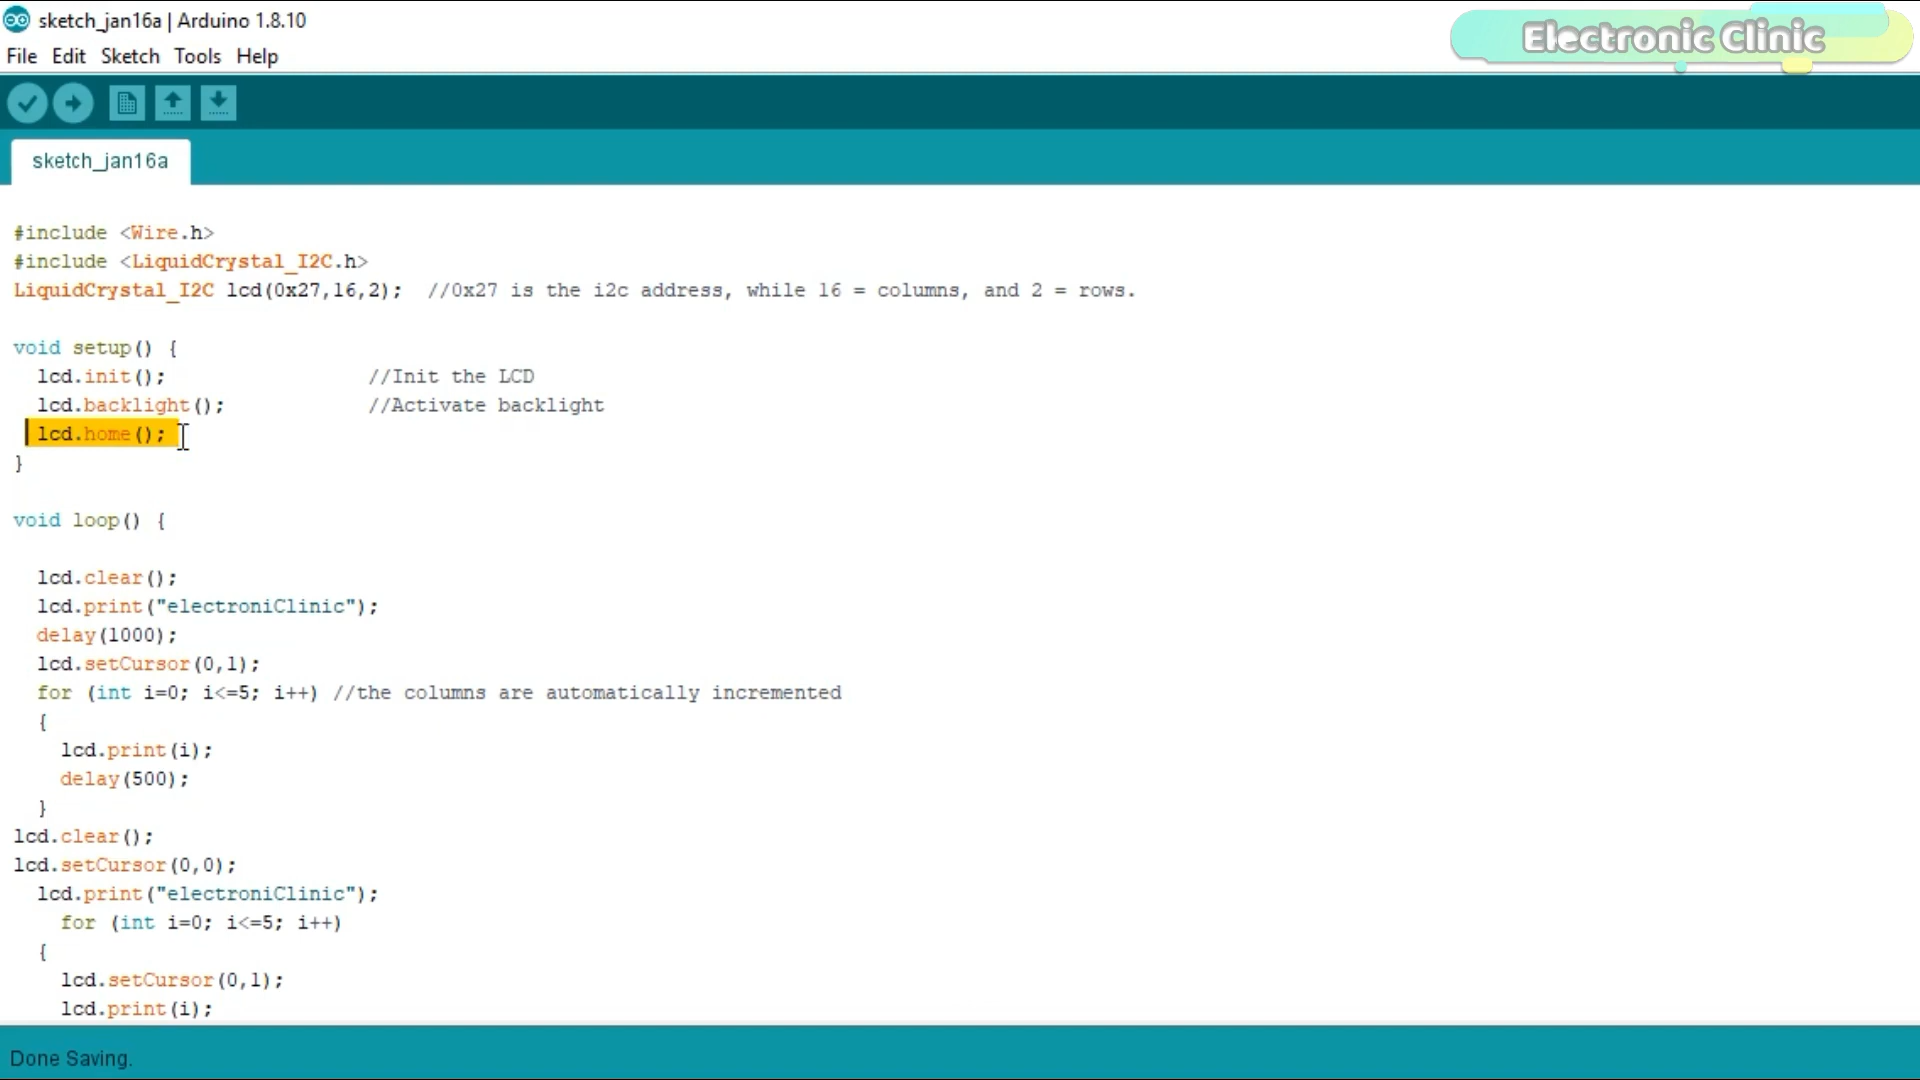 sketch_jan16a | Arduino 1.8.10
Electronic Clinic
File Edit Sketch Tools Help
sketch_jan16a
#include <Wire.h>
#include <LiquidCrystal_I2C.h>
LiquidCrystal_I2C lcd(0x27,16,2);  //0x27 is the i2c address, while 16 = columns, and 2 = rows.
void setup() {
  lcd.init();                 //Init the LCD
  lcd.backlight();            //Activate backlight
  lcd.home();
}
void loop() {
  lcd.clear();
  lcd.print("electroniClinic");
  delay(1000);
  lcd.setCursor(0,1);
  for (int i=0; i<=5; i++) //the columns are automatically incremented
  {
    lcd.print(i);
    delay(500);
  }
lcd.clear();
lcd.setCursor(0,0);
  lcd.print("electroniClinic");
    for (int i=0; i<=5; i++)
  {
    lcd.setCursor(0,1);
    lcd.print(i);
Done Saving.